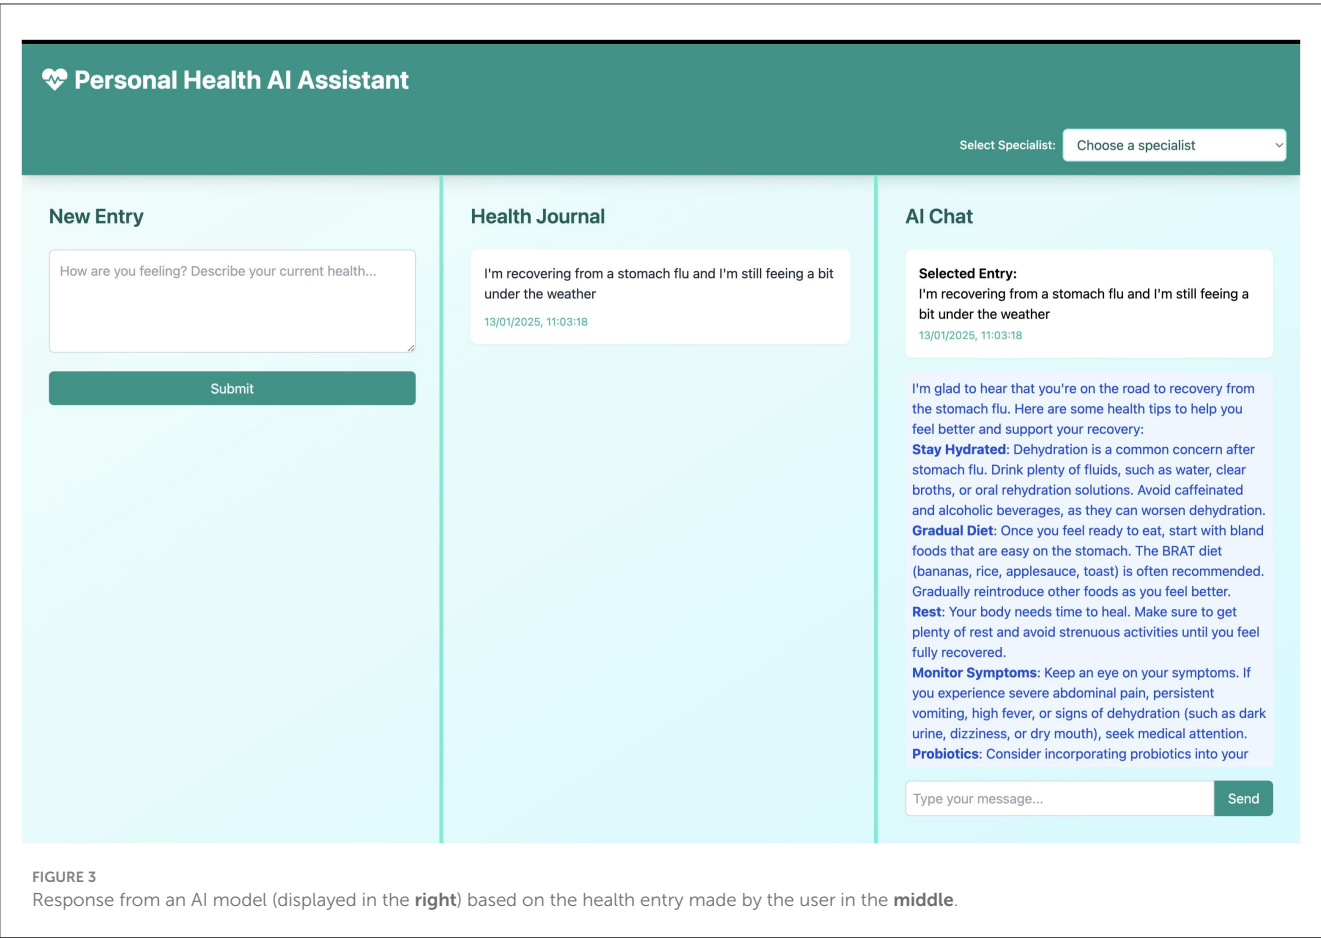 Personal Health AI Assistant
Select Specialist:
Choose a specialist
New Entry
How are you feeling? Describe your current health...
Submit
Health Journal
I'm recovering from a stomach flu and I'm still feeing a bit
under the weather
13/01/2025, 11:03:18
AI Chat
Selected Entry:
I'm recovering from a stomach flu and I'm still feeing a
bit under the weather
13/01/2025, 11:03:18
I'm glad to hear that you're on the road to recovery from
the stomach flu. Here are some health tips to help you
feel better and support your recovery:
Stay Hydrated: Dehydration is a common concern after
stomach flu. Drink plenty of fluids, such as water, clear
broths, or oral rehydration solutions. Avoid caffeinated
and alcoholic beverages, as they can worsen dehydration.
Gradual Diet: Once you feel ready to eat, start with bland
foods that are easy on the stomach. The BRAT diet
(bananas, rice, applesauce, toast) is often recommended.
Gradually reintroduce other foods as you feel better.
Rest: Your body needs time to heal. Make sure to get
plenty of rest and avoid strenuous activities until you feel
fully recovered.
Monitor Symptoms: Keep an eye on your symptoms. If
you experience severe abdominal pain, persistent
vomiting, high fever, or signs of dehydration (such as dark
urine, dizziness, or dry mouth), seek medical attention.
Probiotics: Consider incorporating probiotics into your
Type your message...
Send
FIGURE 3
Response from an AI model (displayed in the right) based on the health entry made by the user in the middle.